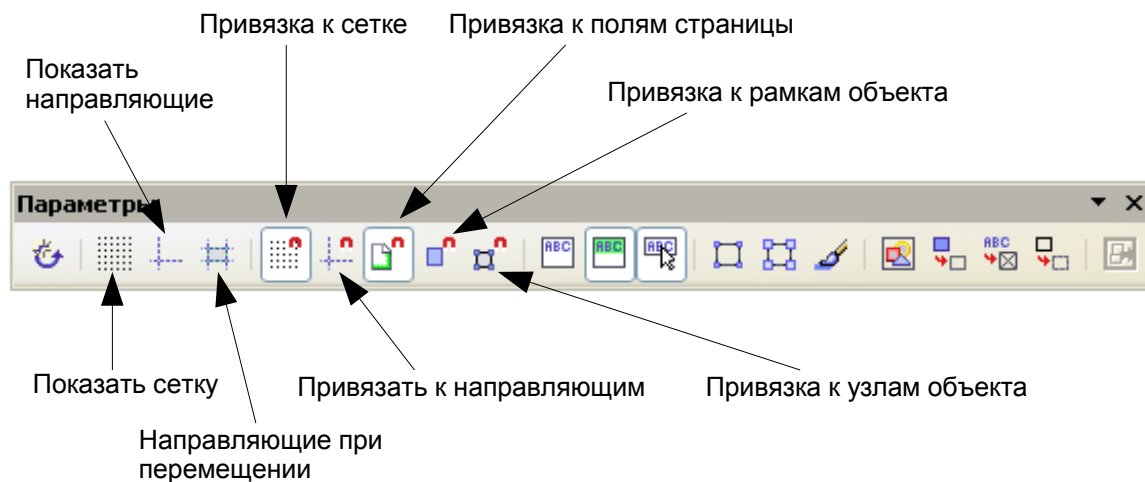 Привязка к сетке
Привязка к полям страницы
Показать
направляющие
Привязка к рамкам объекта
Параметры
ABC
ABC
ABC
ABC
Показать сетку
Привязать к направляющим
Привязка к узлам объекта
Направляющие при
перемещении